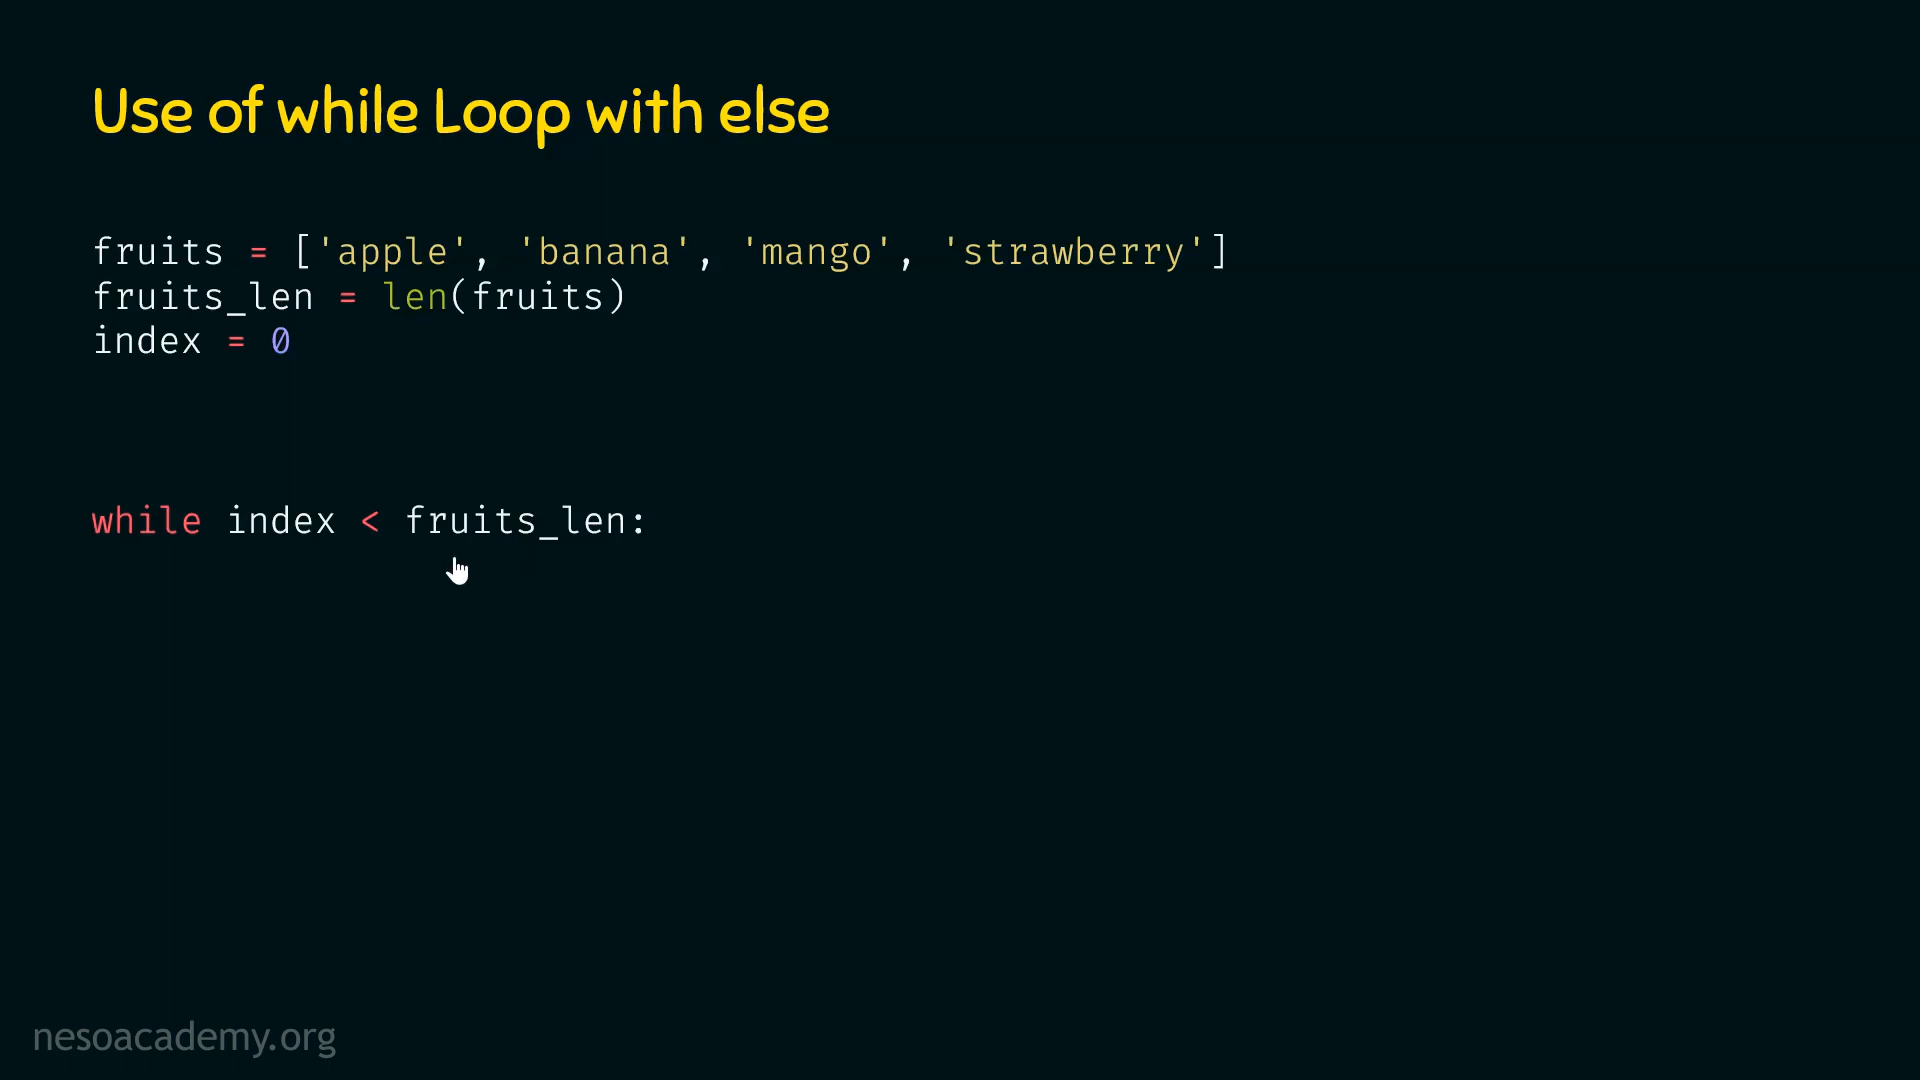 Use of while Loop with else
fruits = ['apple', 'banana', 'mango', 'strawberry']
fruits_len = len(fruits)
index = 0
while index < fruits_len:
nesoacademy.org